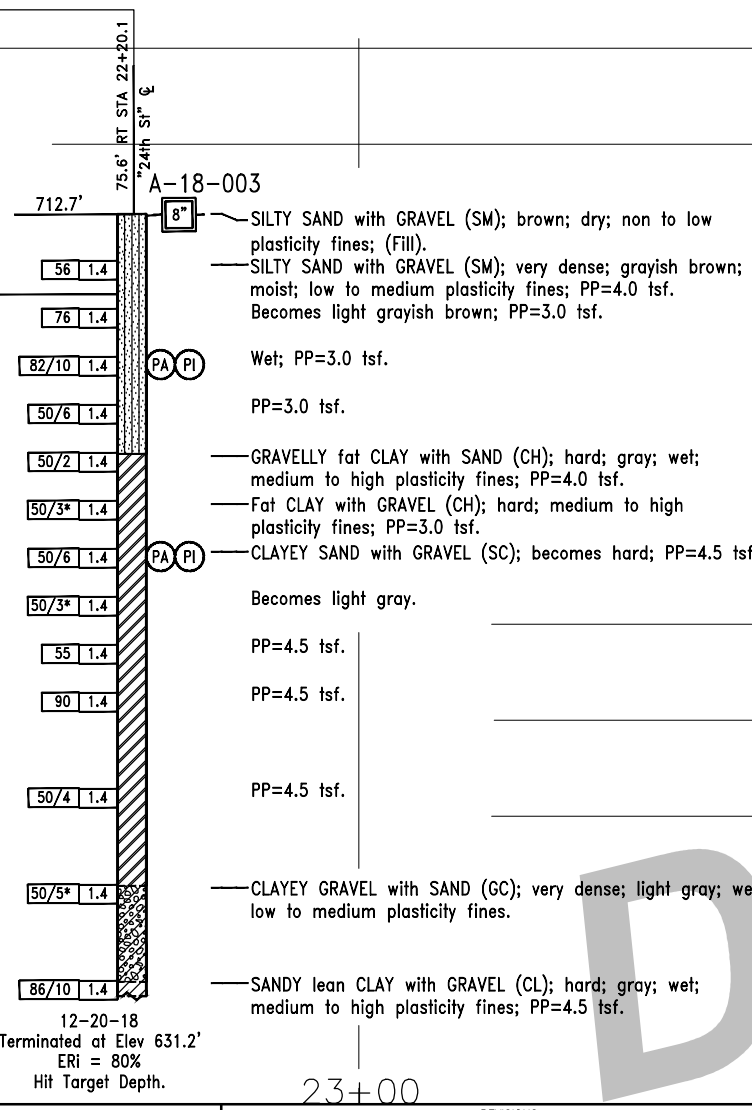 75.6' RT STA 22+20.1
"24th St" ℄
A-18-003
712.7'
8"
SILTY SAND with GRAVEL (SM); brown; dry; non to low
plasticity fines; (Fill).
56 1.4
SILTY SAND with GRAVEL (SM); very dense; grayish brown;
moist; low to medium plasticity fines; PP=4.0 tsf.
76 1.4
Becomes light grayish brown; PP=3.0 tsf.
82/10 1.4 PA PI
Wet; PP=3.0 tsf.
50/6 1.4
PP=3.0 tsf.
50/2 1.4
GRAVELLY fat CLAY with SAND (CH); hard; gray; wet;
medium to high plasticity fines; PP=4.0 tsf.
50/3* 1.4
Fat CLAY with GRAVEL (CH); hard; medium to high
plasticity fines; PP=3.0 tsf.
50/6 1.4 PA PI
CLAYEY SAND with GRAVEL (SC); becomes hard; PP=4.5 tsf
50/3* 1.4
Becomes light gray.
55 1.4
PP=4.5 tsf.
90 1.4
PP=4.5 tsf.
50/4 1.4
PP=4.5 tsf.
50/5* 1.4
CLAYEY GRAVEL with SAND (GC); very dense; light gray; we
low to medium plasticity fines.
86/10 1.4
SANDY lean CLAY with GRAVEL (CL); hard; gray; wet;
medium to high plasticity fines; PP=4.5 tsf.
12-20-18
Terminated at Elev 631.2'
ERi = 80%
Hit Target Depth.
23+00
D